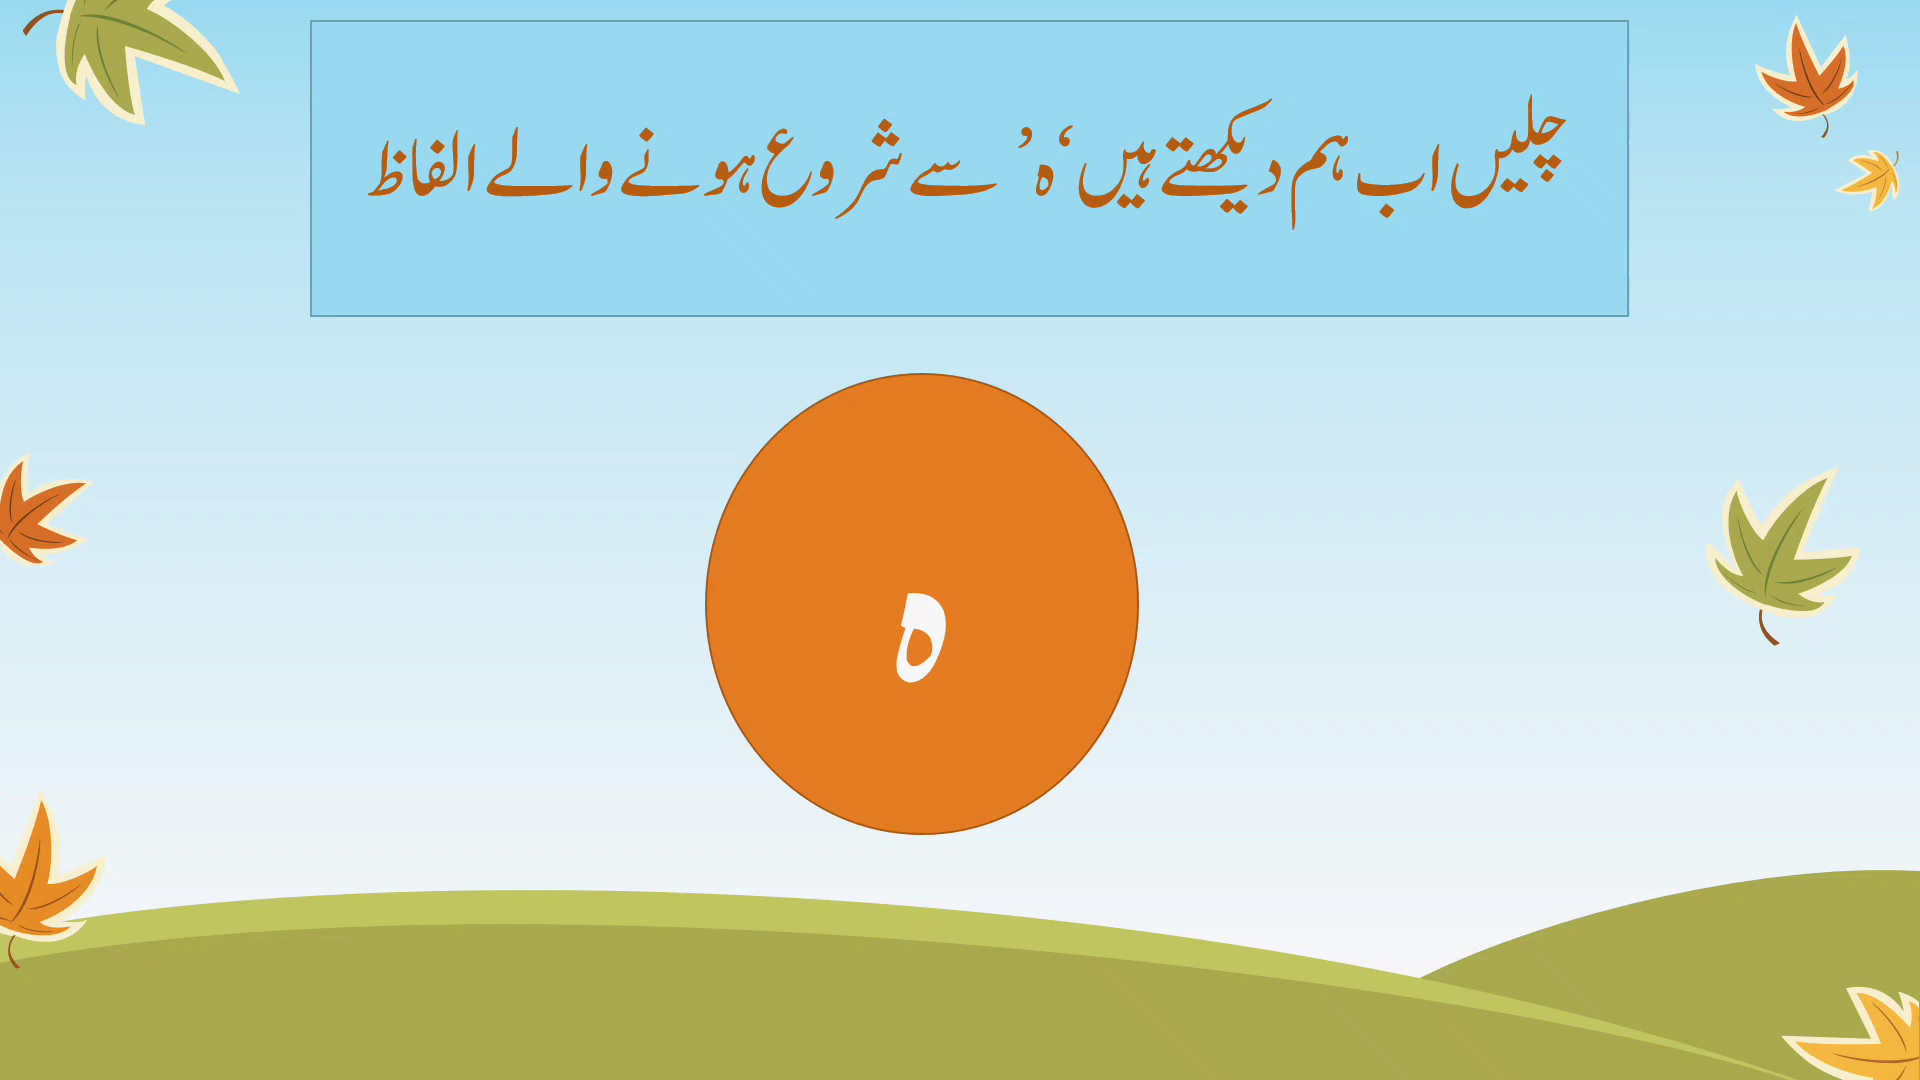 چلیں اب ہم دیکھتے ہیں ‘ہ’ سے شروع ہونے والے الفاظ
ہ